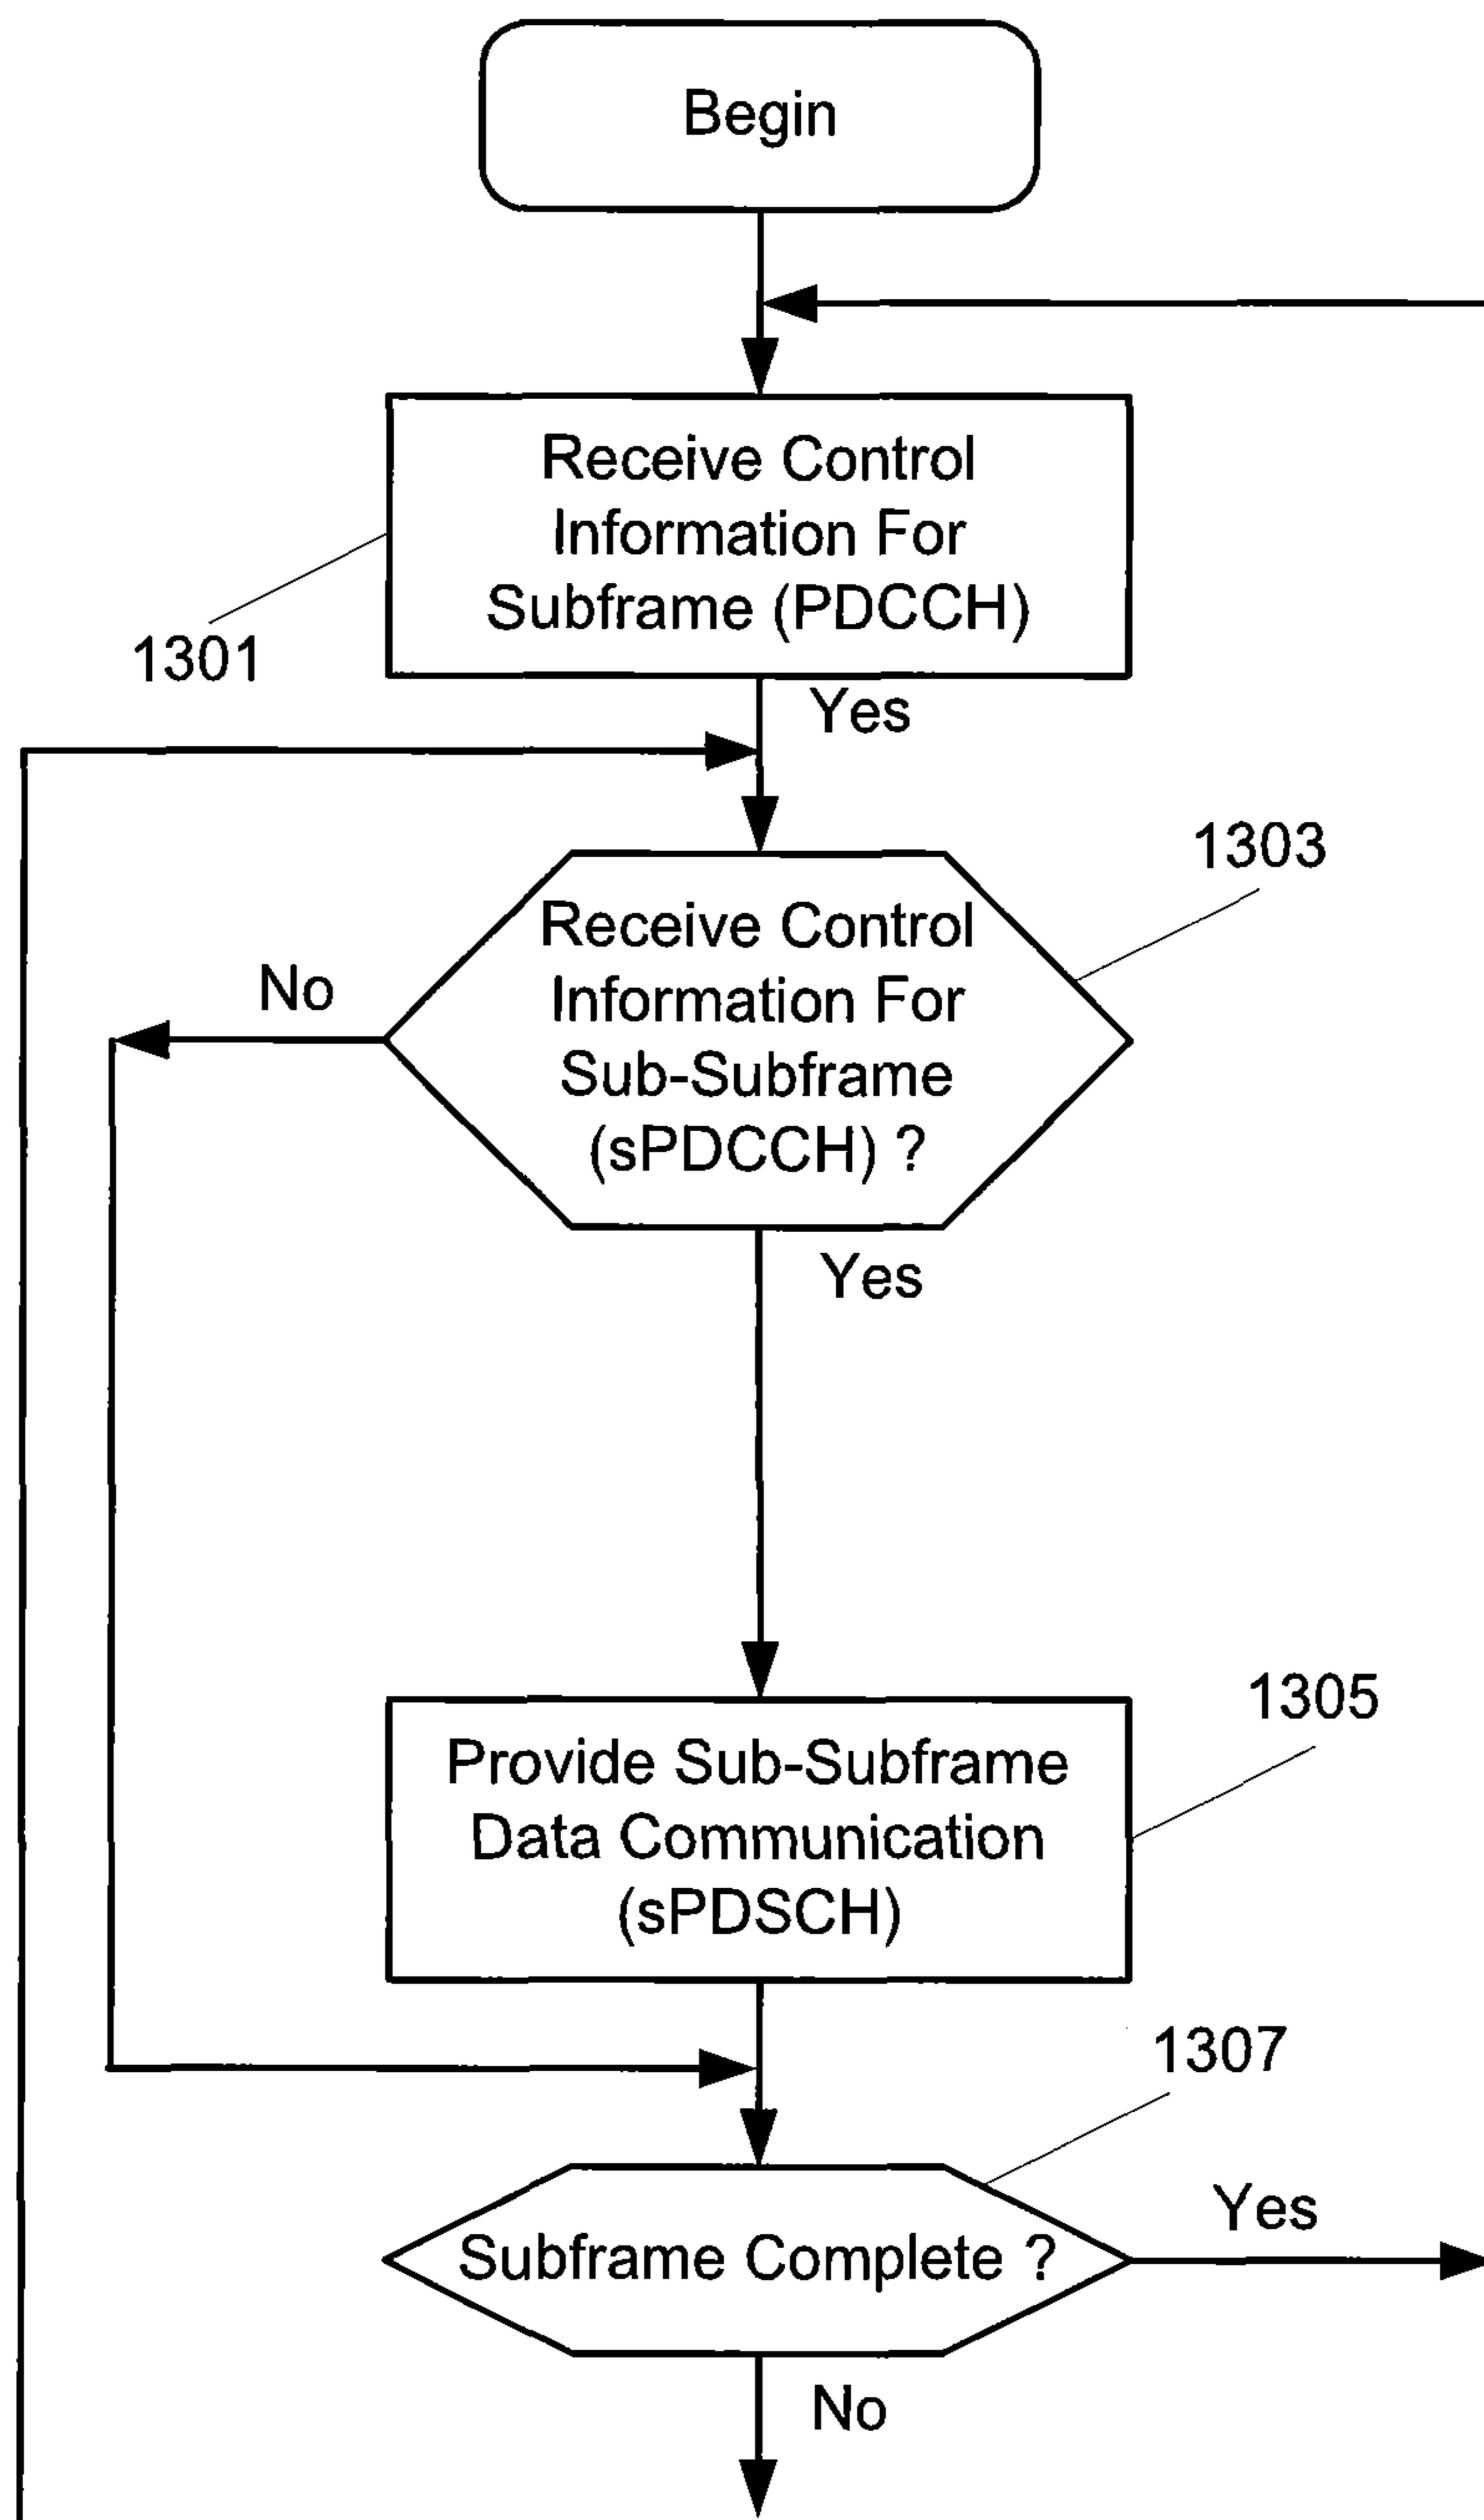 Begin
Receive Control
Information For
Subframe (PDCCH)
1301
Yes
1303
Receive Control
Information For
Sub-Subframe
(sPDCCH) ?
No
Yes
1305
Provide Sub-Subframe
Data Communication
(sPDSCH)
1307
Subframe Complete ?
Yes
No